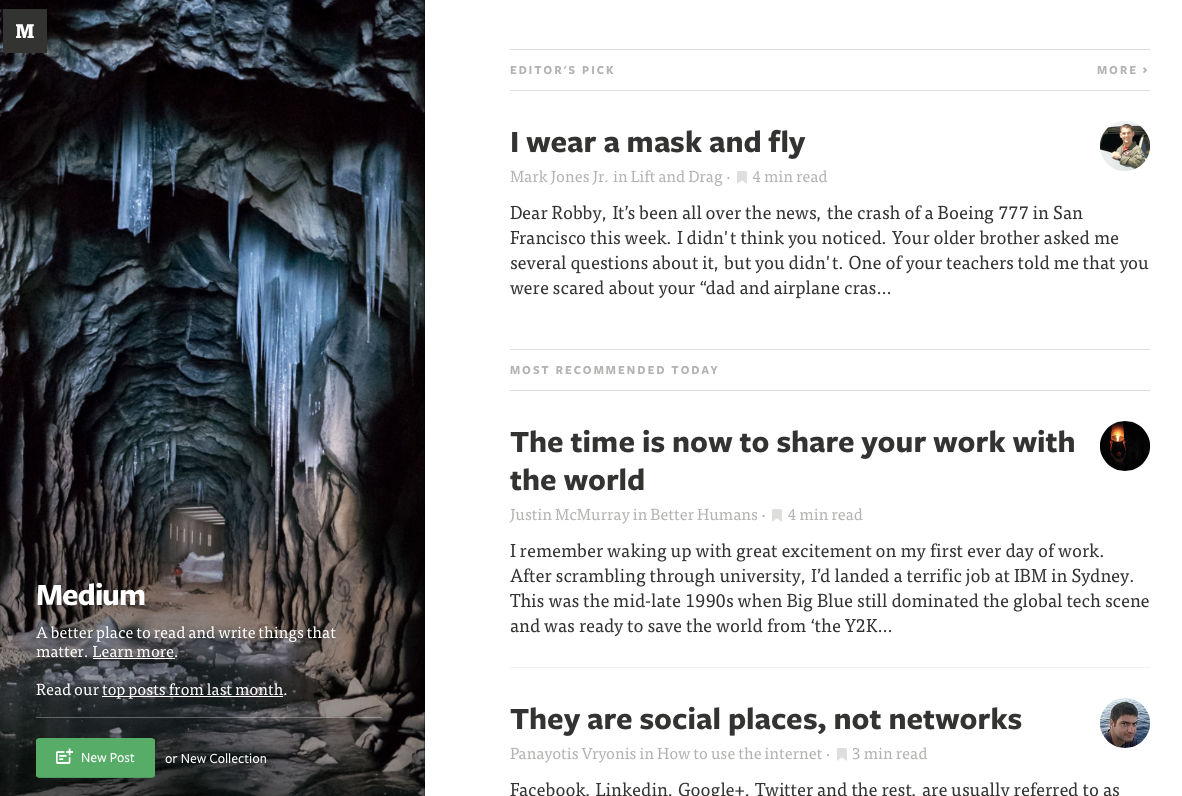 M
Medium
A better place to read and write things that
matter. Learn more.
Read our top posts from last month.
New Post or New Collection
EDITOR'S PICK MORE ›
I wear a mask and fly
Mark Jones Jr. in Lift and Drag · 4 min read
Dear Robby, It’s been all over the news, the crash of a Boeing 777 in San
Francisco this week. I didn't think you noticed. Your older brother asked me
several questions about it, but you didn't. One of your teachers told me that you
were scared about your “dad and airplane cras…
MOST RECOMMENDED TODAY
The time is now to share your work with
the world
Justin McMurray in Better Humans · 4 min read
I remember waking up with great excitement on my first ever day of work.
After scrambling through university, I’d landed a terrific job at IBM in Sydney.
This was the mid-late 1990s when Big Blue still dominated the global tech scene
and was ready to save the world from ‘the Y2K…
They are social places, not networks
Panayotis Vryonis in How to use the internet · 3 min read
Facebook, Linkedin, Google+, Twitter and the rest, are usually referred to as